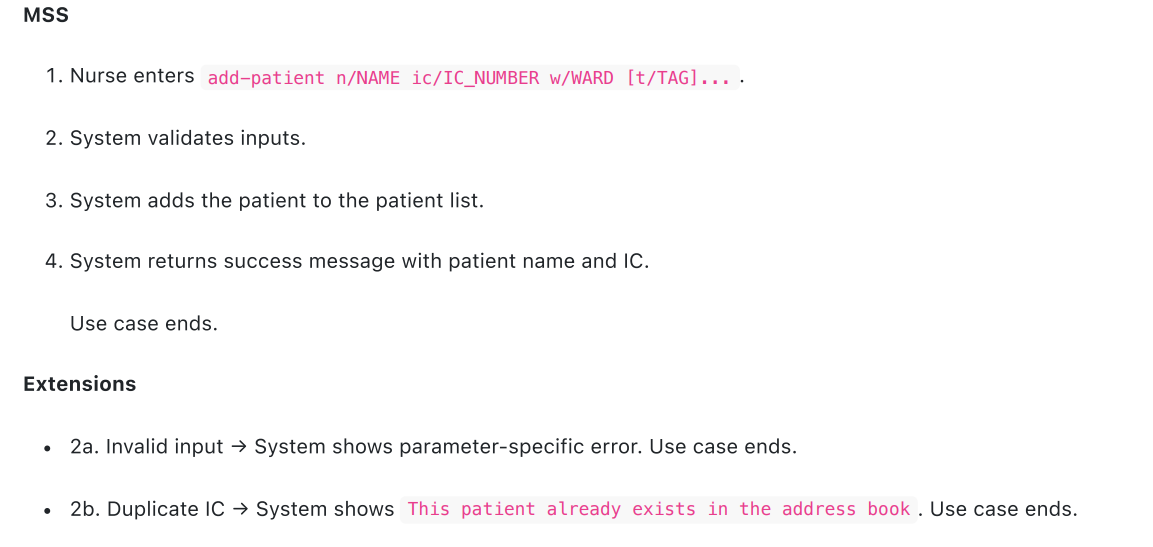 MSS
1. Nurse enters add-patient n/NAME ic/IC_NUMBER w/WARD [t/TAG]... .
2. System validates inputs.
3. System adds the patient to the patient list.
4. System returns success message with patient name and IC.
Use case ends.
Extensions
• 2a. Invalid input → System shows parameter-specific error. Use case ends.
• 2b. Duplicate IC → System shows This patient already exists in the address book . Use case ends.